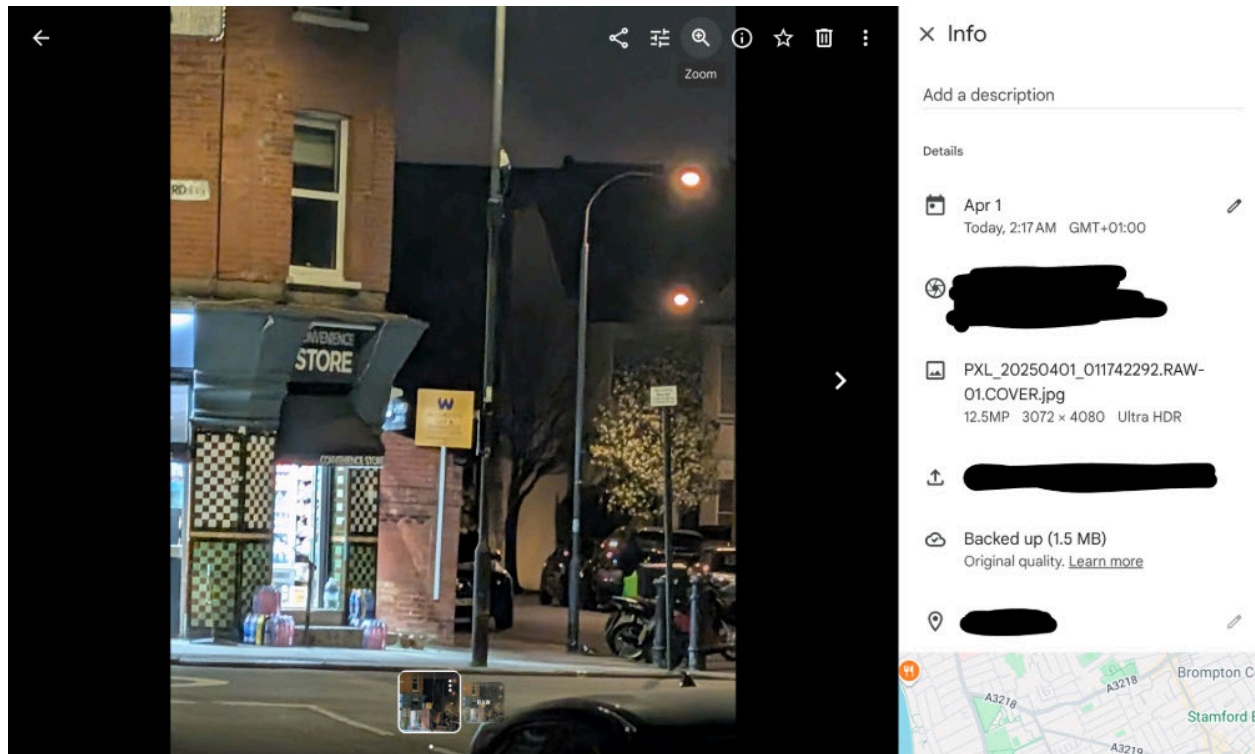 Zoom
RD
CONVENIENCE
STORE
W
CONVENIENCE STORE
RAW
Info
Add a description
Details
Apr 1
Today, 2:17 AM GMT+01:00
PXL_20250401_011742292.RAW-
01.COVER.jpg
12.5MP 3072 × 4080 Ultra HDR
Backed up (1.5 MB)
Original quality. Learn more
Brompton C
A3218
A3218
Stamford B
A3219